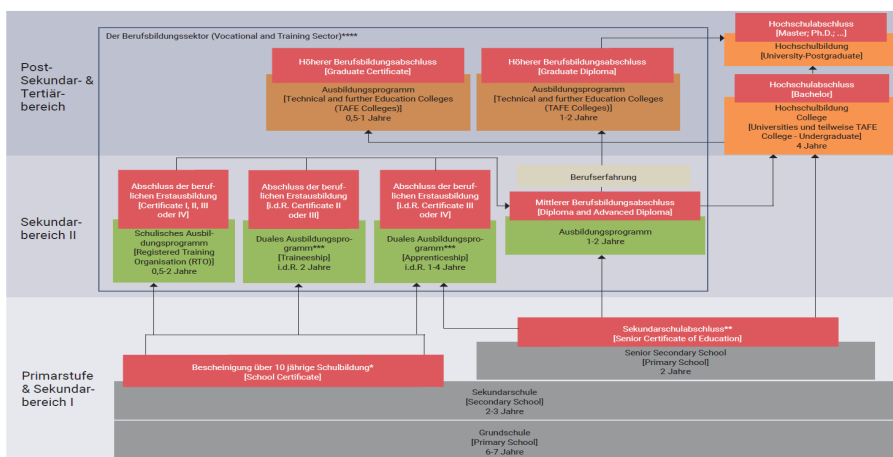 Der Berufsbildungssektor (Vocational and Training Sector)****
Post-
Sekundar- &
Tertiär-
bereich
Höherer Berufsbildungsabschluss
[Graduate Certificate]
Ausbildungsprogramm
[Technical and further Education Colleges
(TAFE Colleges)]
0,5-1 Jahre
Höherer Berufsbildungsabschluss
[Graduate Diploma]
Ausbildungsprogramm
[Technical and further Education Colleges
(TAFE Colleges)]
1-2 Jahre
Hochschulabschluss
[Master; Ph.D.; ...]
Hochschulbildung
[University-Postgraduate]
Hochschulabschluss
[Bachelor]
Hochschulbildung
College
[Universities und teilweise TAFE
College - Undergraduate]
4 Jahre
Sekundar-
bereich II
Abschluss der beruf-
lichen Erstausbildung
[Certificate I, II, III
oder IV]
Schulisches Ausbil-
dungsprogramm
[Registered Training
Organisation (RTO)]
0,5-2 Jahre
Abschluss der beruf-
lichen Erstausbildung
[i.d.R. Certificate II
oder III]
Duales Ausbildungspro-
gramm***
[Traineeship]
i.d.R. 2 Jahre
Abschluss der beruf-
lichen Erstausbildung
[i.d.R. Certificate III
oder IV]
Duales Ausbildungspro-
gramm***
[Apprenticeship]
i.d.R. 1-4 Jahre
Berufserfahrung
Mittlerer Berufsbildungsabschluss
[Diploma and Advanced Diploma]
Ausbildungsprogramm
1-2 Jahre
Primarstufe
& Sekundar-
bereich I
Bescheinigung über 10 jährige Schulbildung*
[School Certificate]
Sekundarschulabschluss**
[Senior Certificate of Education]
Senior Secondary School
[Primary School]
2 Jahre
Sekundarschule
[Secondary School]
2-3 Jahre
Grundschule
[Primary School]
6-7 Jahre